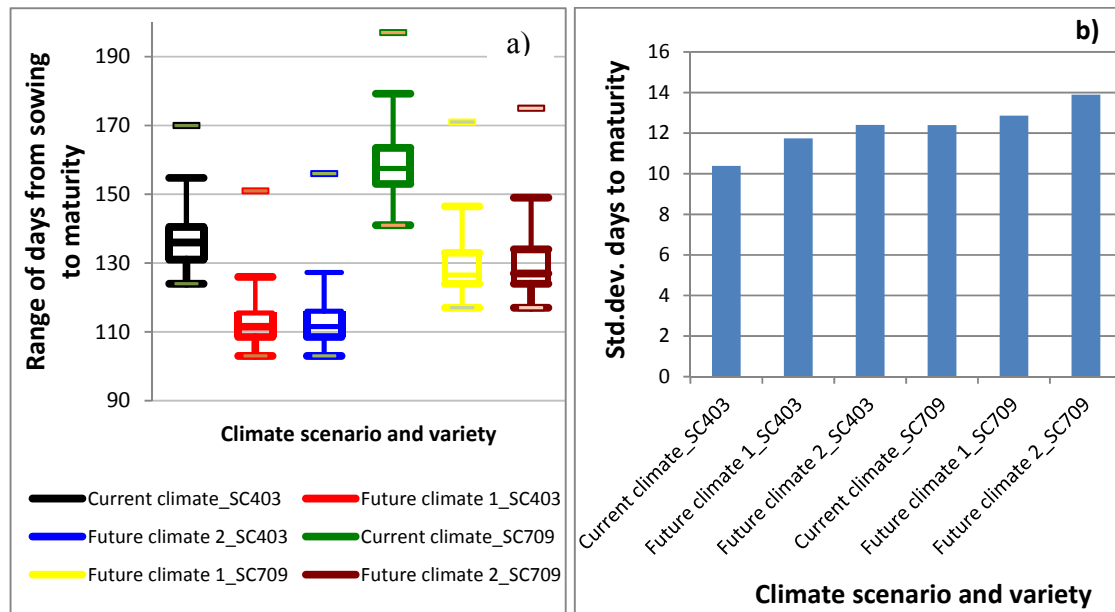 a)
190
170
150
130
110
90
Range of days from sowing
to maturity
Climate scenario and variety
Current climate_SC403
Future climate 1_SC403
Future climate 2_SC403
Current climate_SC709
Future climate 1_SC709
Future climate 2_SC709
b)
16
14
12
10
8
6
4
2
0
Std.dev. days to maturity
Current climate_SC403
Future climate 1_SC403
Future climate 2_SC403
Current climate_SC709
Future climate 1_SC709
Future climate 2_SC709
Climate scenario and variety